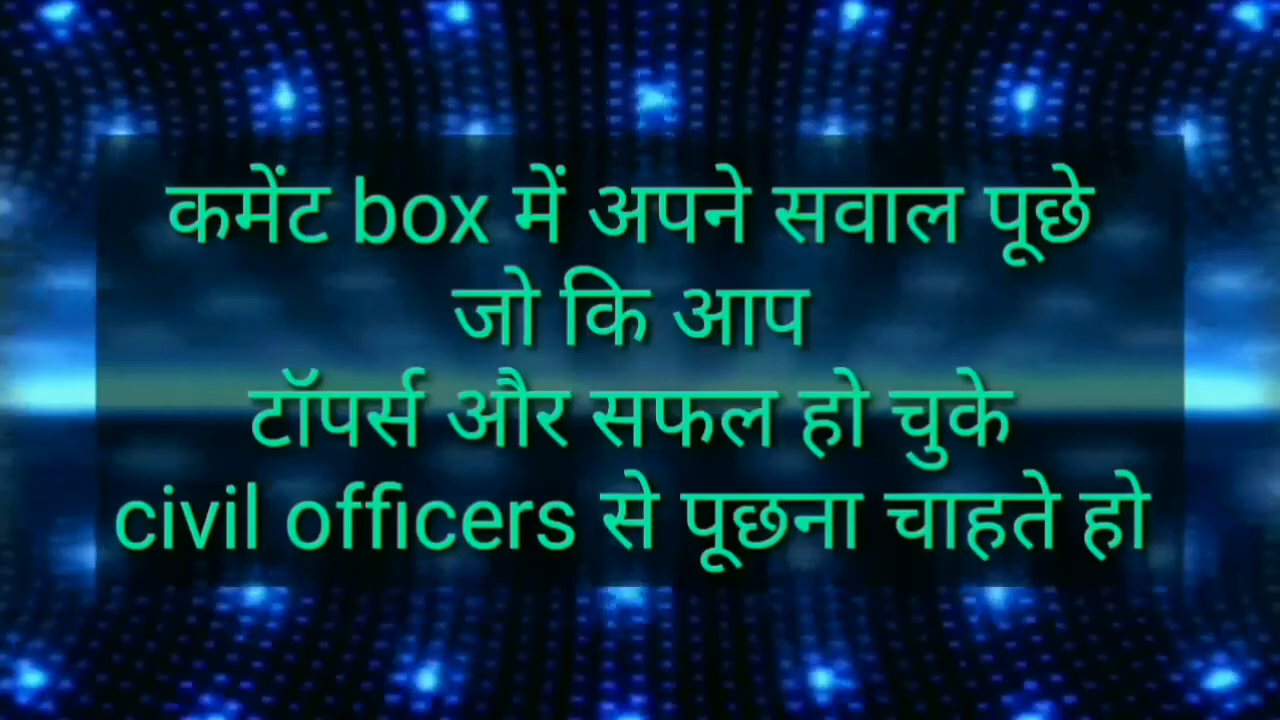 कमेंट box में अपने सवाल पूछे
जो कि आप
टॉपर्स और सफल हो चुके
civil officers से पूछना चाहते हो